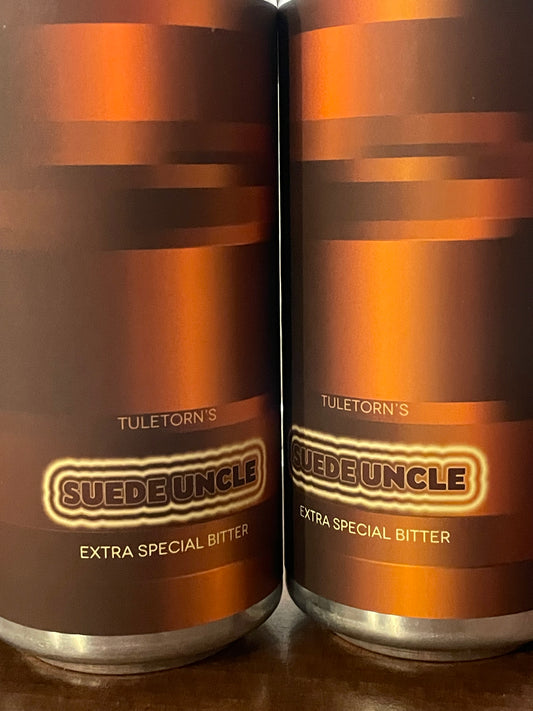 TULETORN'S
SUEDE UNCLE
EXTRA SPECIAL BITTER
TULETORN'S
SUEDE UNCLE
EXTRA SPECIAL BITTER